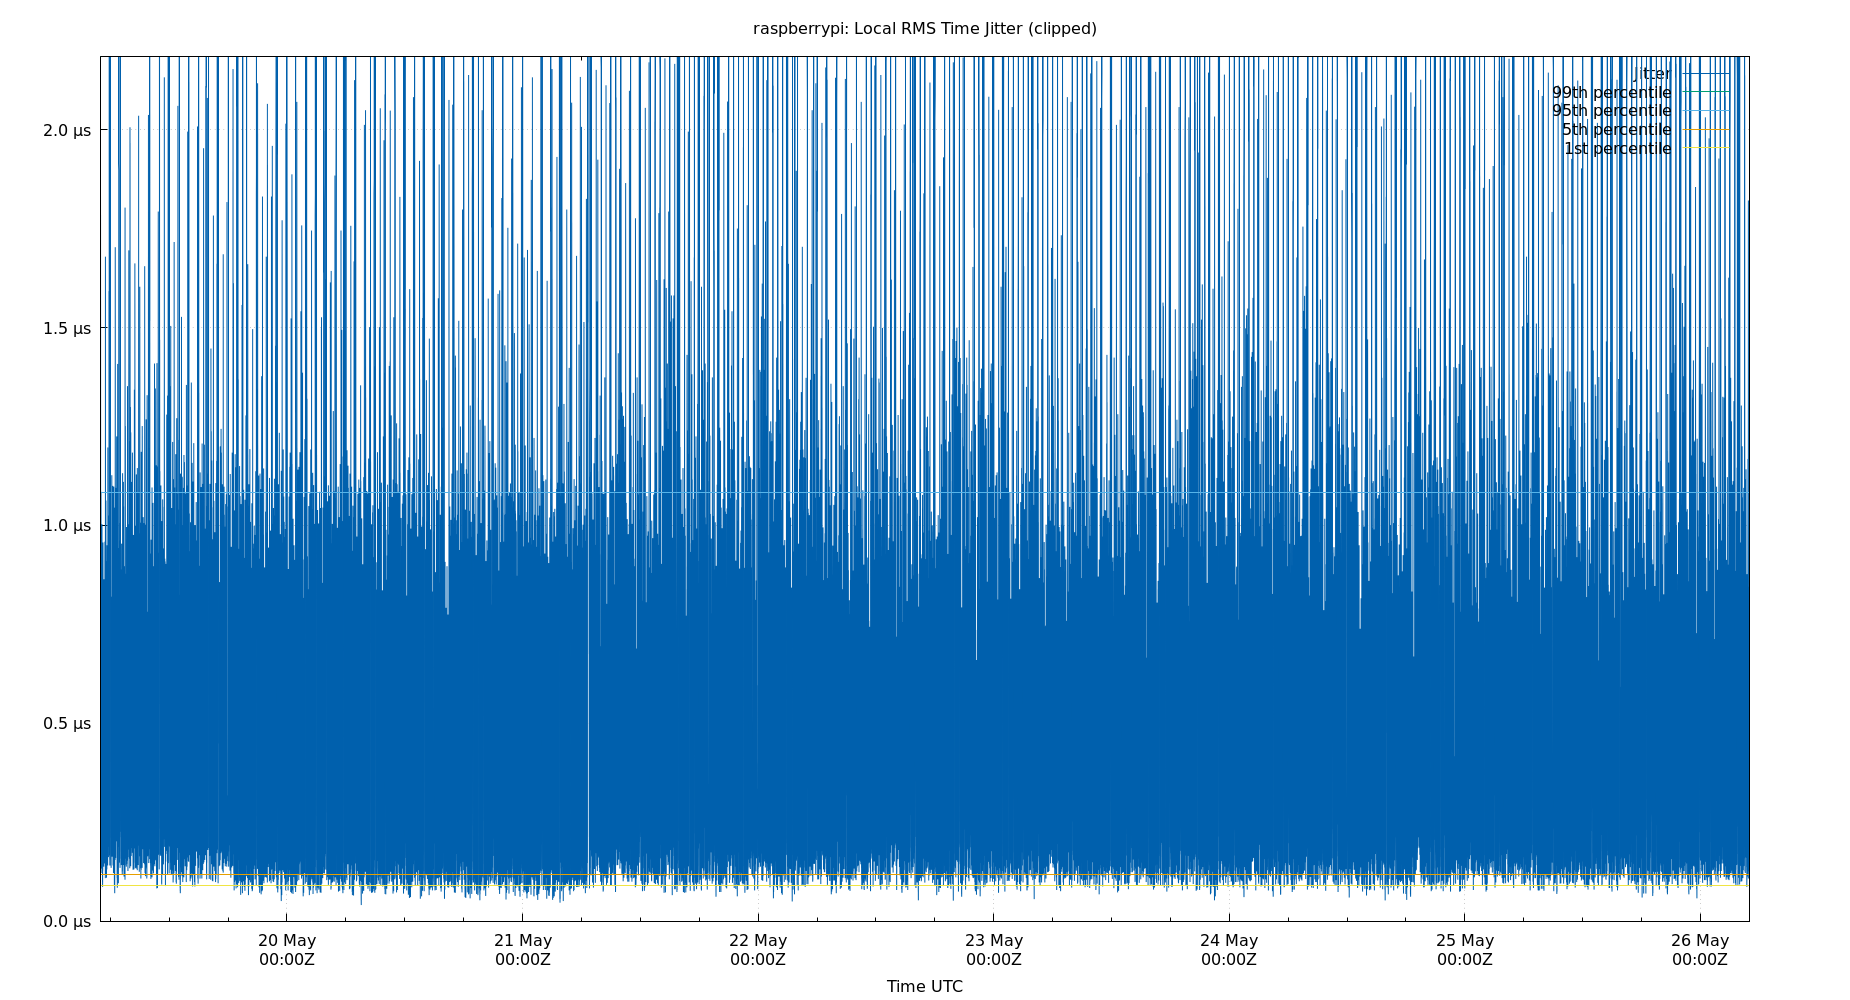 raspberrypi: Local RMS Time Jitter (clipped)
Jitter
99th percentile
95th percentile
5th percentile
1st percentile
2.0 µs
1.5 µs
1.0 µs
0.5 µs
0.0 µs
20 May
00:00Z
21 May
00:00Z
22 May
00:00Z
23 May
00:00Z
24 May
00:00Z
25 May
00:00Z
26 May
00:00Z
Time UTC